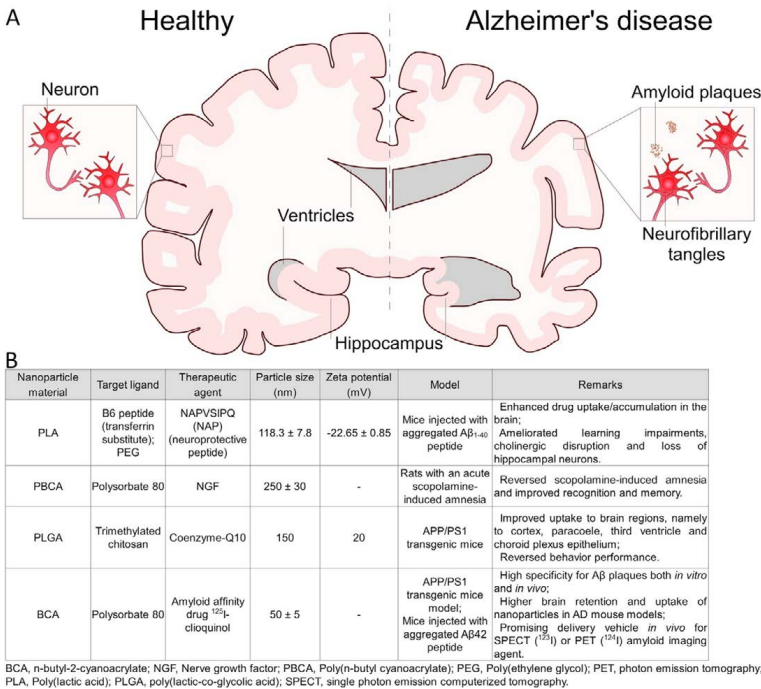 A
Healthy
Alzheimer's disease
Neuron
Amyloid plaques
Ventricles
Neurofibrillary
tangles
Hippocampus
B
Nanoparticle material | Target ligand | Therapeutic agent | Particle size (nm) | Zeta potential (mV) | Model | Remarks
PLA | B6 peptide (transferrin substitute); PEG | NAPVSIPQ (NAP) (neuroprotective peptide) | 118.3 ± 7.8 | -22.65 ± 0.85 | Mice injected with aggregated Aβ1-40 peptide | Enhanced drug uptake/accumulation in the brain; Ameliorated learning impairments, cholinergic disruption and loss of hippocampal neurons.
PBCA | Polysorbate 80 | NGF | 250 ± 30 | - | Rats with an acute scopolamine-induced amnesia | Reversed scopolamine-induced amnesia and improved recognition and memory.
PLGA | Trimethylated chitosan | Coenzyme-Q10 | 150 | 20 | APP/PS1 transgenic mice | Improved uptake to brain regions, namely to cortex, paracoele, third ventricle and choroid plexus epithelium; Reversed behavior performance.
BCA | Polysorbate 80 | Amyloid affinity drug 125I-clioquinol | 50 ± 5 | - | APP/PS1 transgenic mice model; Mice injected with aggregated Aβ42 peptide | High specificity for Aβ plaques both in vitro and in vivo; Higher brain retention and uptake of nanoparticles in AD mouse models; Promising delivery vehicle in vivo for SPECT (123I) or PET (124I) amyloid imaging agent.
BCA, n-butyl-2-cyanoacrylate; NGF, Nerve growth factor; PBCA, Poly(n-butyl cyanoacrylate); PEG, Poly(ethylene glycol); PET, photon emission tomography;
PLA, Poly(lactic acid); PLGA, poly(lactic-co-glycolic acid); SPECT, single photon emission computerized tomography.